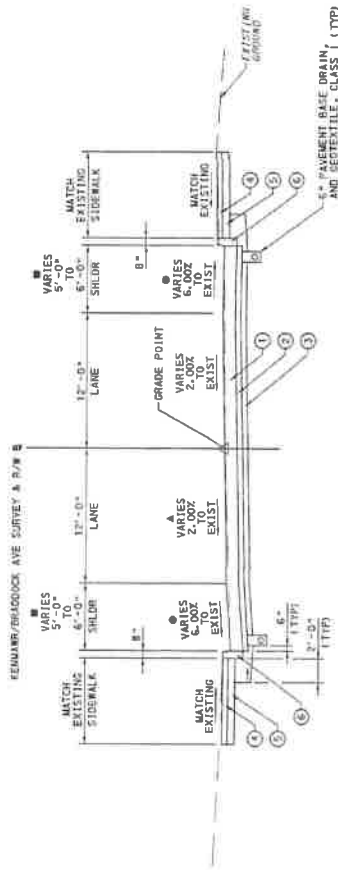 KENMAWR/BRADDOCK AVE SURVEY & R/W
MATCH
EXISTING
SIDEWALK
8"
■
VARIES
5'-0"
TO
6'-0"
SHLDR
12'-0"
LANE
12'-0"
LANE
■
VARIES
5'-0"
TO
6'-0"
SHLDR
8"
MATCH
EXISTING
SIDEWALK
MATCH
EXISTING
●
VARIES
6.00%
TO
EXIST
▲
VARIES
2.00%
TO
EXIST
GRADE POINT
VARIES
2.00%
TO
EXIST
●
VARIES
6.00%
TO
EXIST
MATCH
EXISTING
EXISTING
GROUND
4
5
6
6"
(TYP)
2'-0"
(TYP)
1
2
3
4
5
6
6" PAVEMENT BASE DRAIN,
AND GEOTEXTILE, CLASS 1 (TYP)